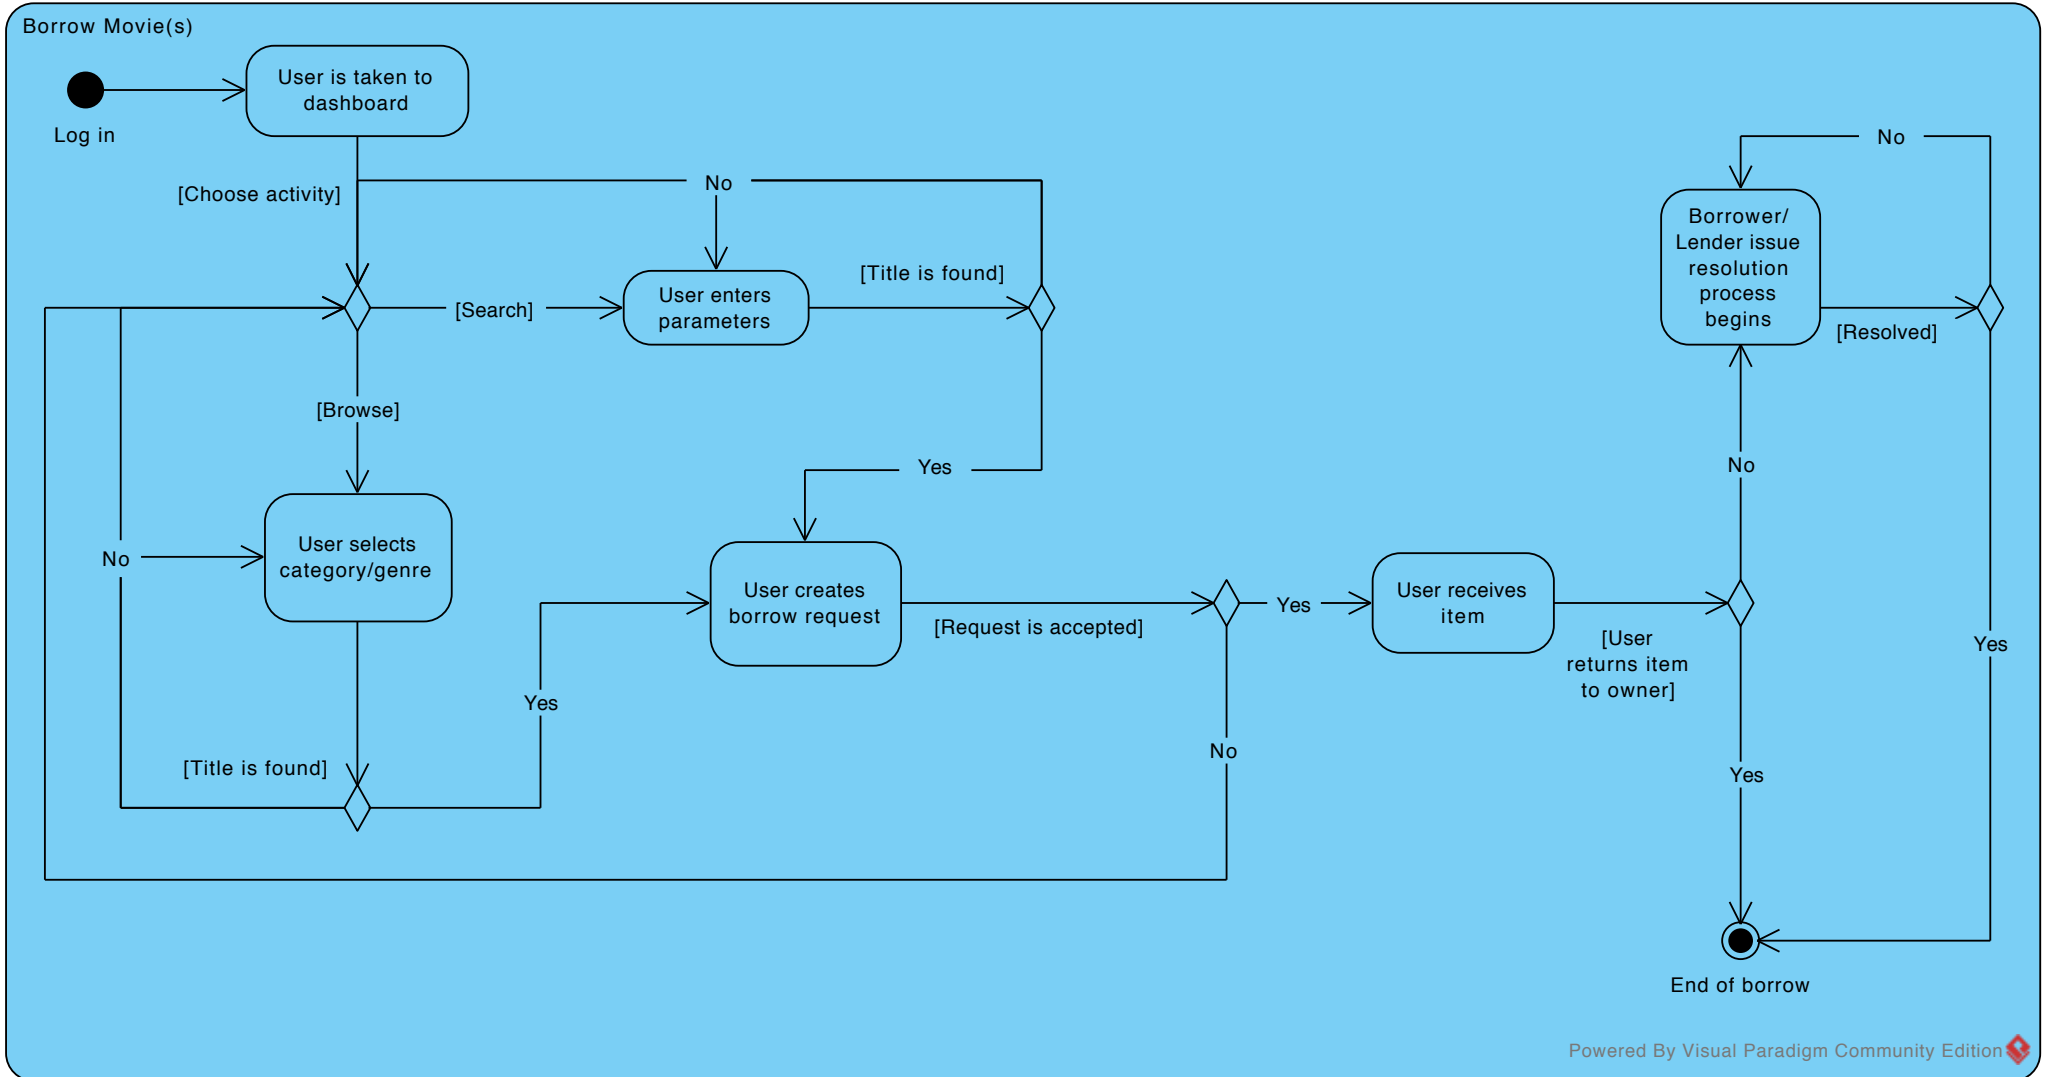 Borrow Movie(s)
User is taken to
dashboard
Log in
[Choose activity]
No
No
[Title is found]
Borrower/
Lender issue
resolution
process
begins
[Search]
User enters
parameters
[Resolved]
[Browse]
Yes
No
No
User selects
category/genre
User creates
borrow request
[Request is accepted]
Yes
User receives
item
[User
returns item
to owner]
Yes
Yes
No
[Title is found]
Yes
End of borrow
Powered By Visual Paradigm Community Edition